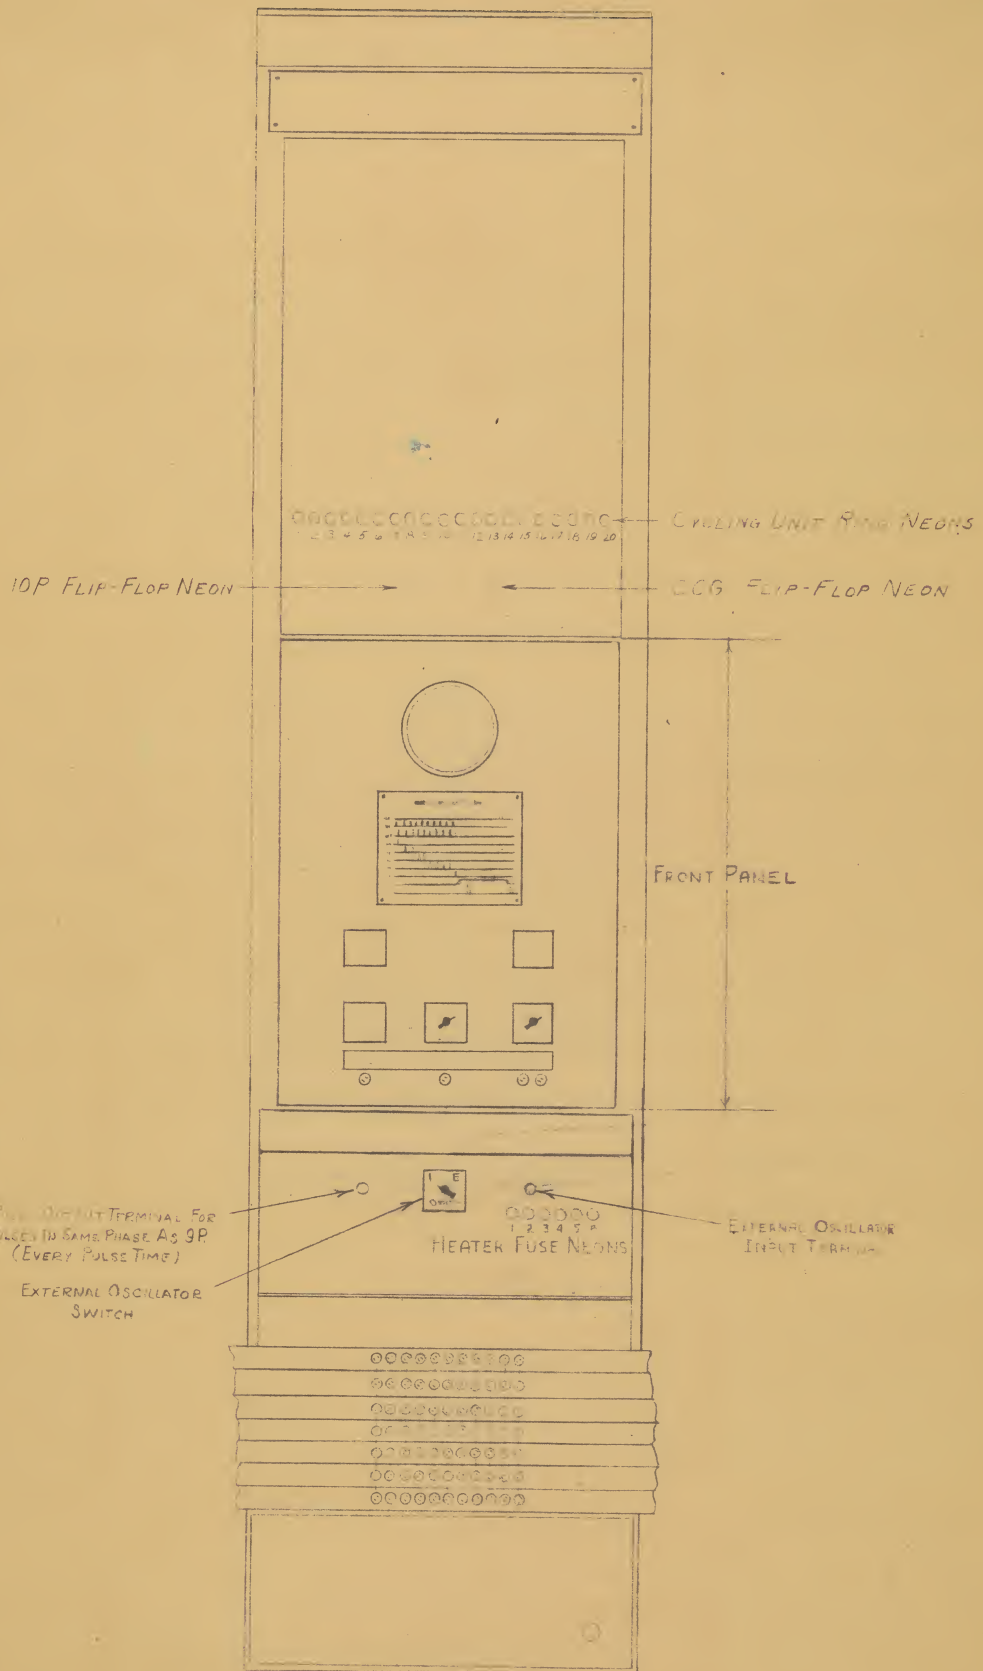 CYCLING UNIT RING NEONS
2 3 4 5 6 7 8 9 10 12 13 14 15 16 17 18 19 20
10P FLIP-FLOP NEON
CCG FLIP-FLOP NEON
FRONT PANEL
I E
TERMINAL FOR
IN SAME PHASE AS 9P
(EVERY PULSE TIME)
1 2 3 4 5 6
HEATER FUSE NEONS
EXTERNAL OSCILLATOR
INPUT TERMINAL
EXTERNAL OSCILLATOR
SWITCH